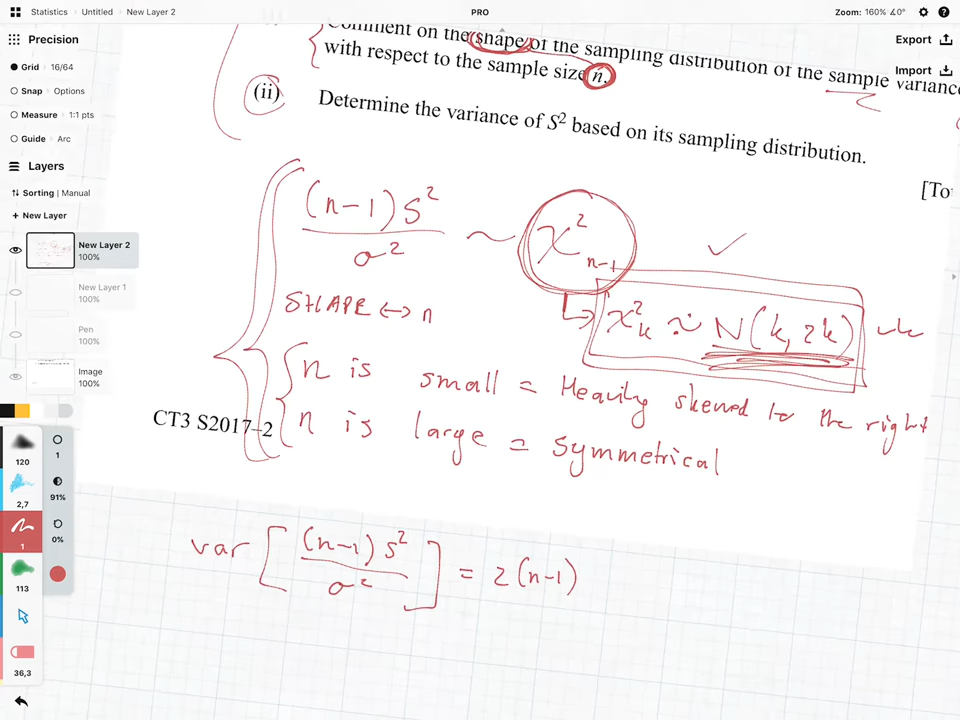 Statistics | Untitled | New Layer 2
PRO
Zoom: 160% ∠0°
Precision
Export
Import
Grid | 16/64
Snap | Options
Measure | 1:1 pts
Guide | Arc
Layers
Sorting | Manual
+ New Layer
New Layer 2
100%
New Layer 1
100%
Pen
100%
Image
100%
120
2,7
1
113
36,3
1
91%
0%
Comment on the shape of the sampling distribution of the sample variance
with respect to the sample size n.
(ii) Determine the variance of S² based on its sampling distribution.
[To
(n-1)S²/σ² ~ χ²ₙ₋₁ ✓
SHAPE ↔ n
χ²ₖ ∻ N(k, 2k)
n is small = Heavily skewed to the right
n is large = symmetrical
CT3 S2017–2
var [(n-1)S²/σ²] = 2(n-1)